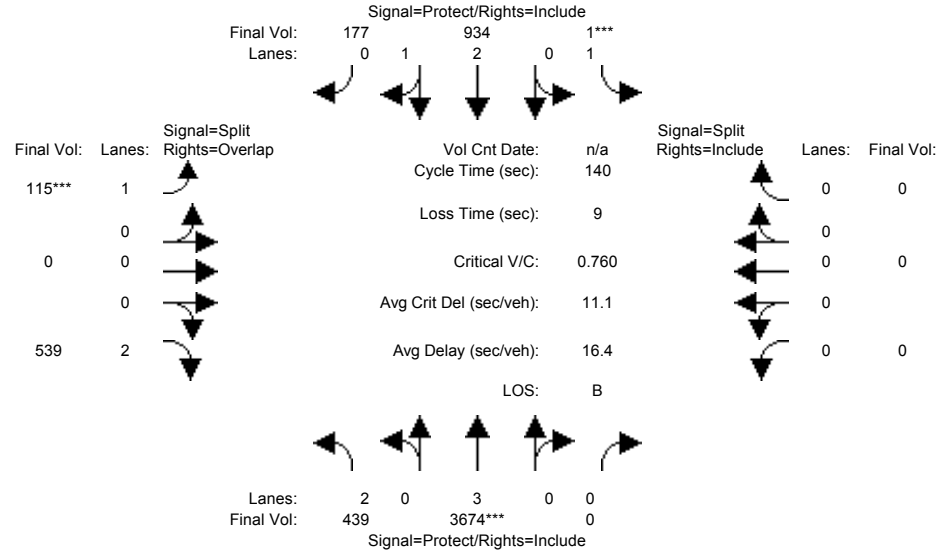 Signal=Protect/Rights=Include
Final Vol: 177 934 1***
Lanes: 0 1 2 0 1
Signal=Split Signal=Split
Final Vol: Lanes: Rights=Overlap Vol Cnt Date: n/a Rights=Include Lanes: Final Vol:
Cycle Time (sec): 140
115*** 1 0 0
Loss Time (sec): 9
0 0
0 0 Critical V/C: 0.760 0 0
0 Avg Crit Del (sec/veh): 11.1 0
539 2 Avg Delay (sec/veh): 16.4 0 0
LOS: B
Lanes: 2 0 3 0 0
Final Vol: 439 3674*** 0
Signal=Protect/Rights=Include